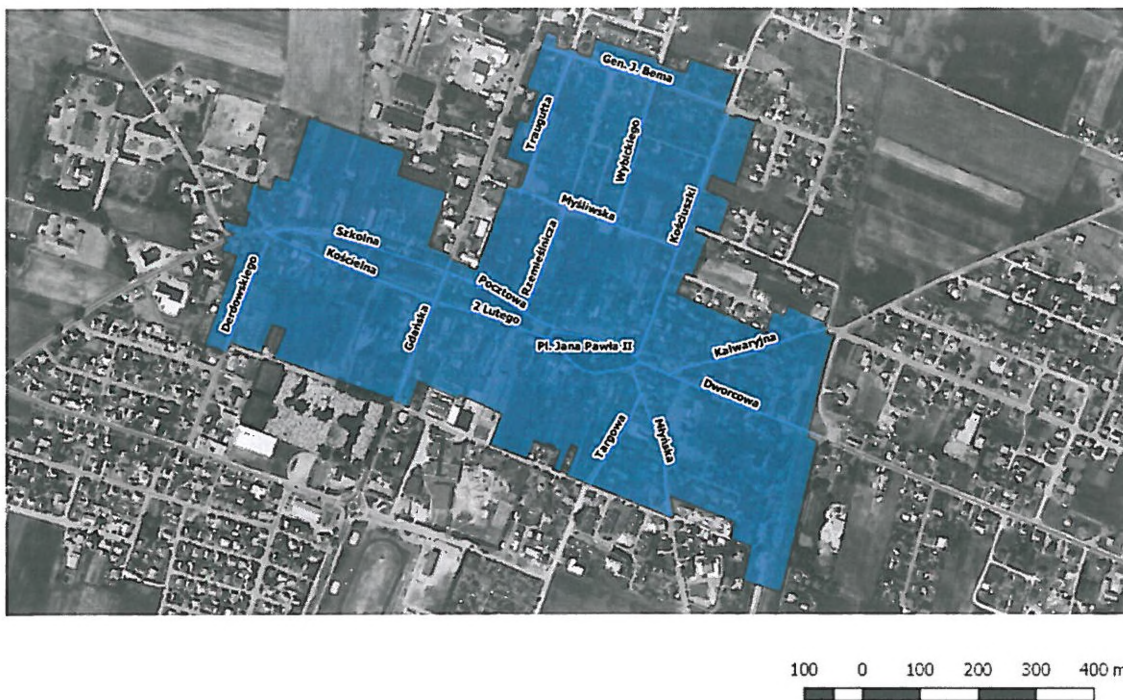 Gen. J. Bema
Traugutta
Wybickiego
Myśliwska
Kościuszki
Rzemieślnicza
Szkolna
Kościelna
Derdowskiego
Pocztowa
2 Lutego
Gdańska
Pl. Jana Pawła II
Kalwaryjna
Dworcowa
Targowa
Młyńska
100 0 100 200 300 400 m